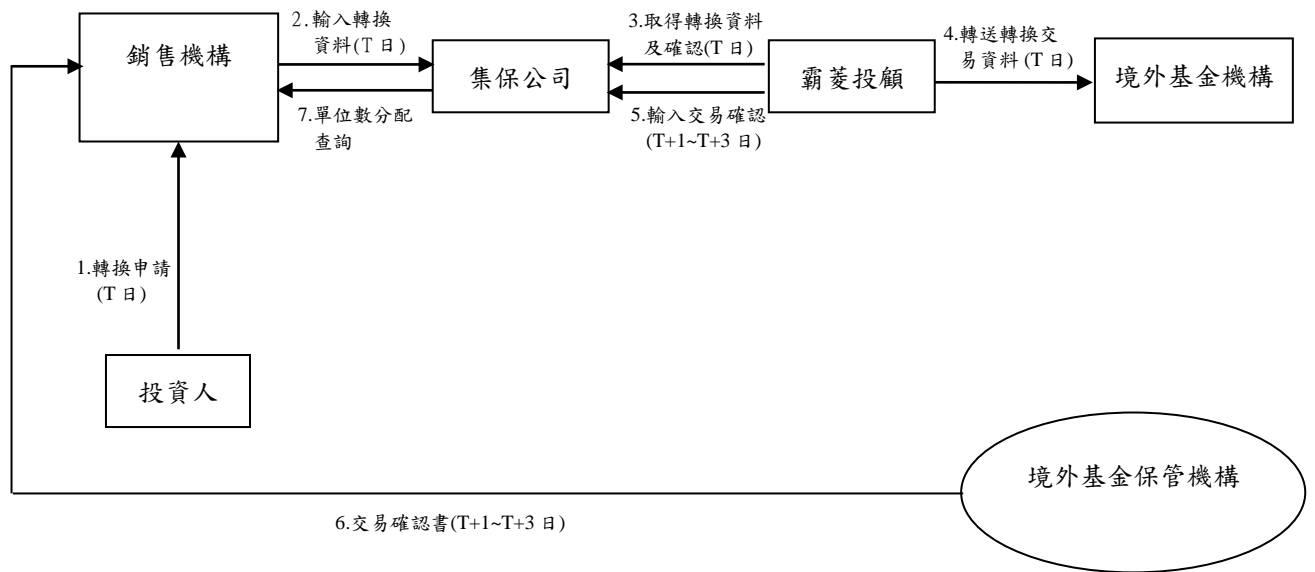 銷售機構
2.輸入轉換
資料(T日)
集保公司
7.單位數分配
查詢
3.取得轉換資料
及確認(T日)
5.輸入交易確認
(T+1~T+3 日)
霸菱投顧
4.轉送轉換交
易資料 (T 日)
境外基金機構
1.轉換申請
(T 日)
投資人
境外基金保管機構
6.交易確認書(T+1~T+3 日)